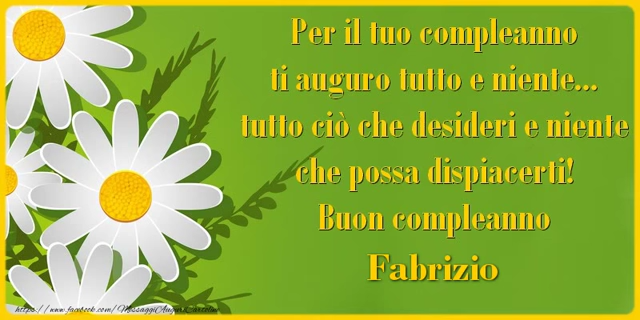 Per il tuo compleanno
ti auguro tutto e niente...
tutto ciò che desideri e niente
che possa dispiacerti!
Buon compleanno
Fabrizio